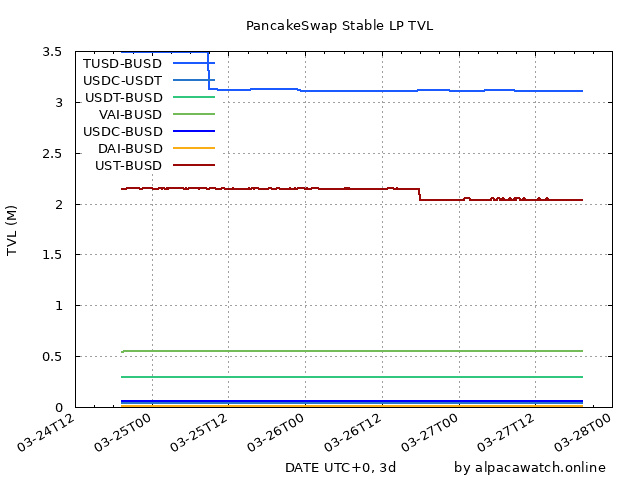 PancakeSwap Stable LP TVL
3.5
3
2.5
2
1.5
1
0.5
0
TVL (M)
TUSD-BUSD
USDC-USDT
USDT-BUSD
VAI-BUSD
USDC-BUSD
DAI-BUSD
UST-BUSD
03-24T12
03-25T00
03-25T12
03-26T00
03-26T12
03-27T00
03-27T12
03-28T00
DATE UTC+0, 3d
by alpacawatch.online